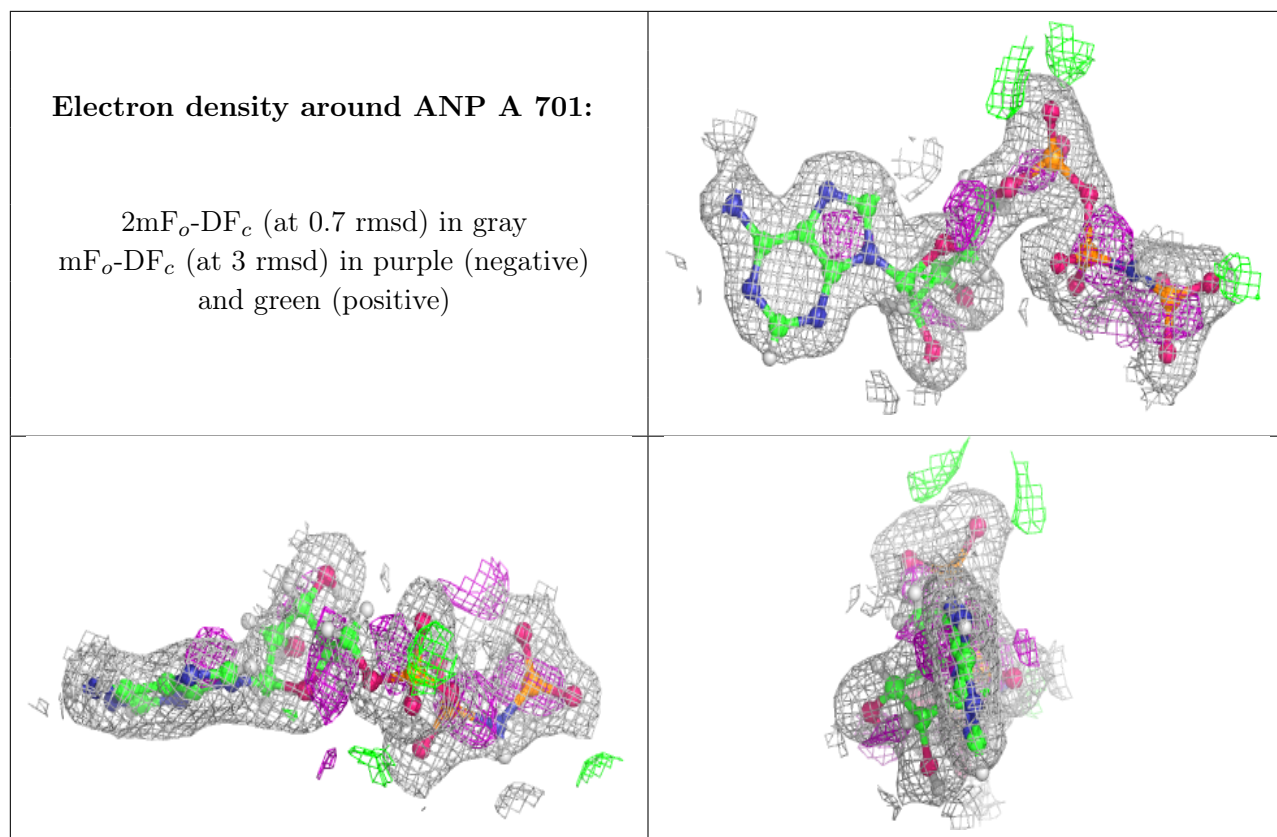 Electron density around ANP A 701:
2mFₒ-DF𝒸 (at 0.7 rmsd) in gray
mFₒ-DF𝒸 (at 3 rmsd) in purple (negative)
and green (positive)